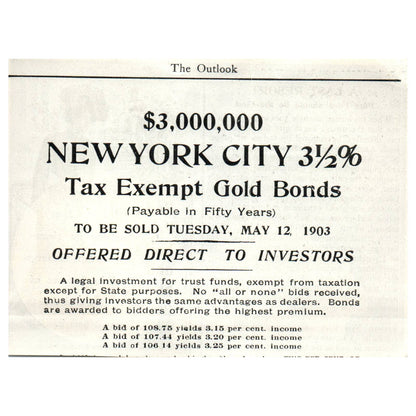 The Outlook
$3,000,000
NEW YORK CITY 3½%
Tax Exempt Gold Bonds
(Payable in Fifty Years)
TO BE SOLD TUESDAY, MAY 12, 1903
OFFERED DIRECT TO INVESTORS
A legal investment for trust funds, exempt from taxation
except for State purposes. No "all or none" bids received,
thus giving investors the same advantages as dealers. Bonds
are awarded to bidders offering the highest premium.
A bid of 108.75 yields 3.15 per cent. income
A bid of 107.44 yields 3.20 per cent. income
A bid of 106.14 yields 3.25 per cent. income